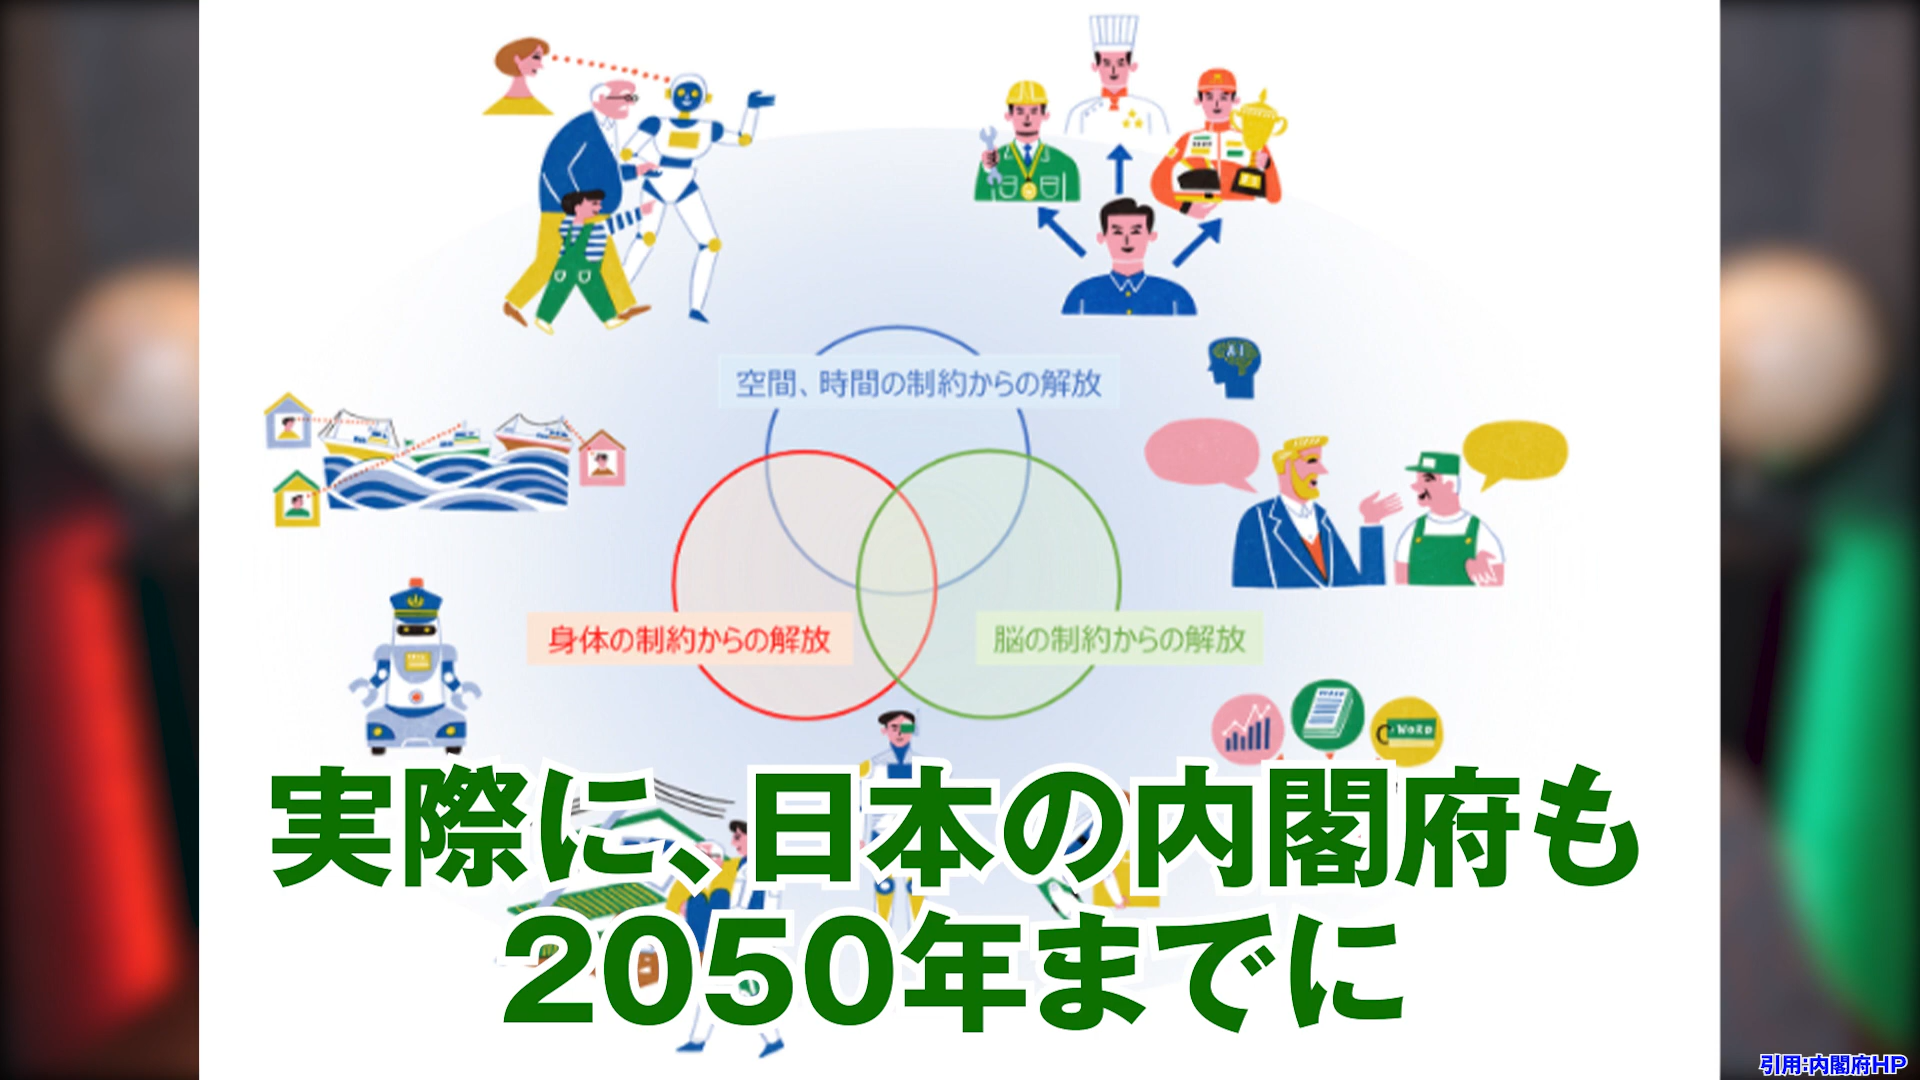 空間、時間の制約からの解放
AI
身体の制約からの解放
脳の制約からの解放
WORD
実際に、日本の内閣府も
2050年までに
引用:内閣府HP